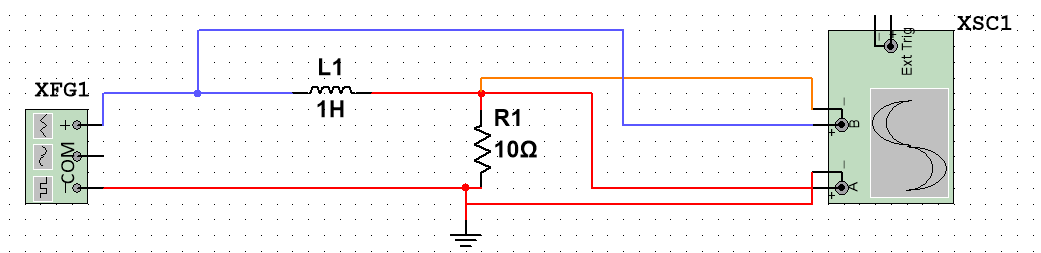 XSC1
Ext Trig
+
_
L1
XFG1
1H
R1
_
+
COM
B
+
10Ω
_
_
A
+